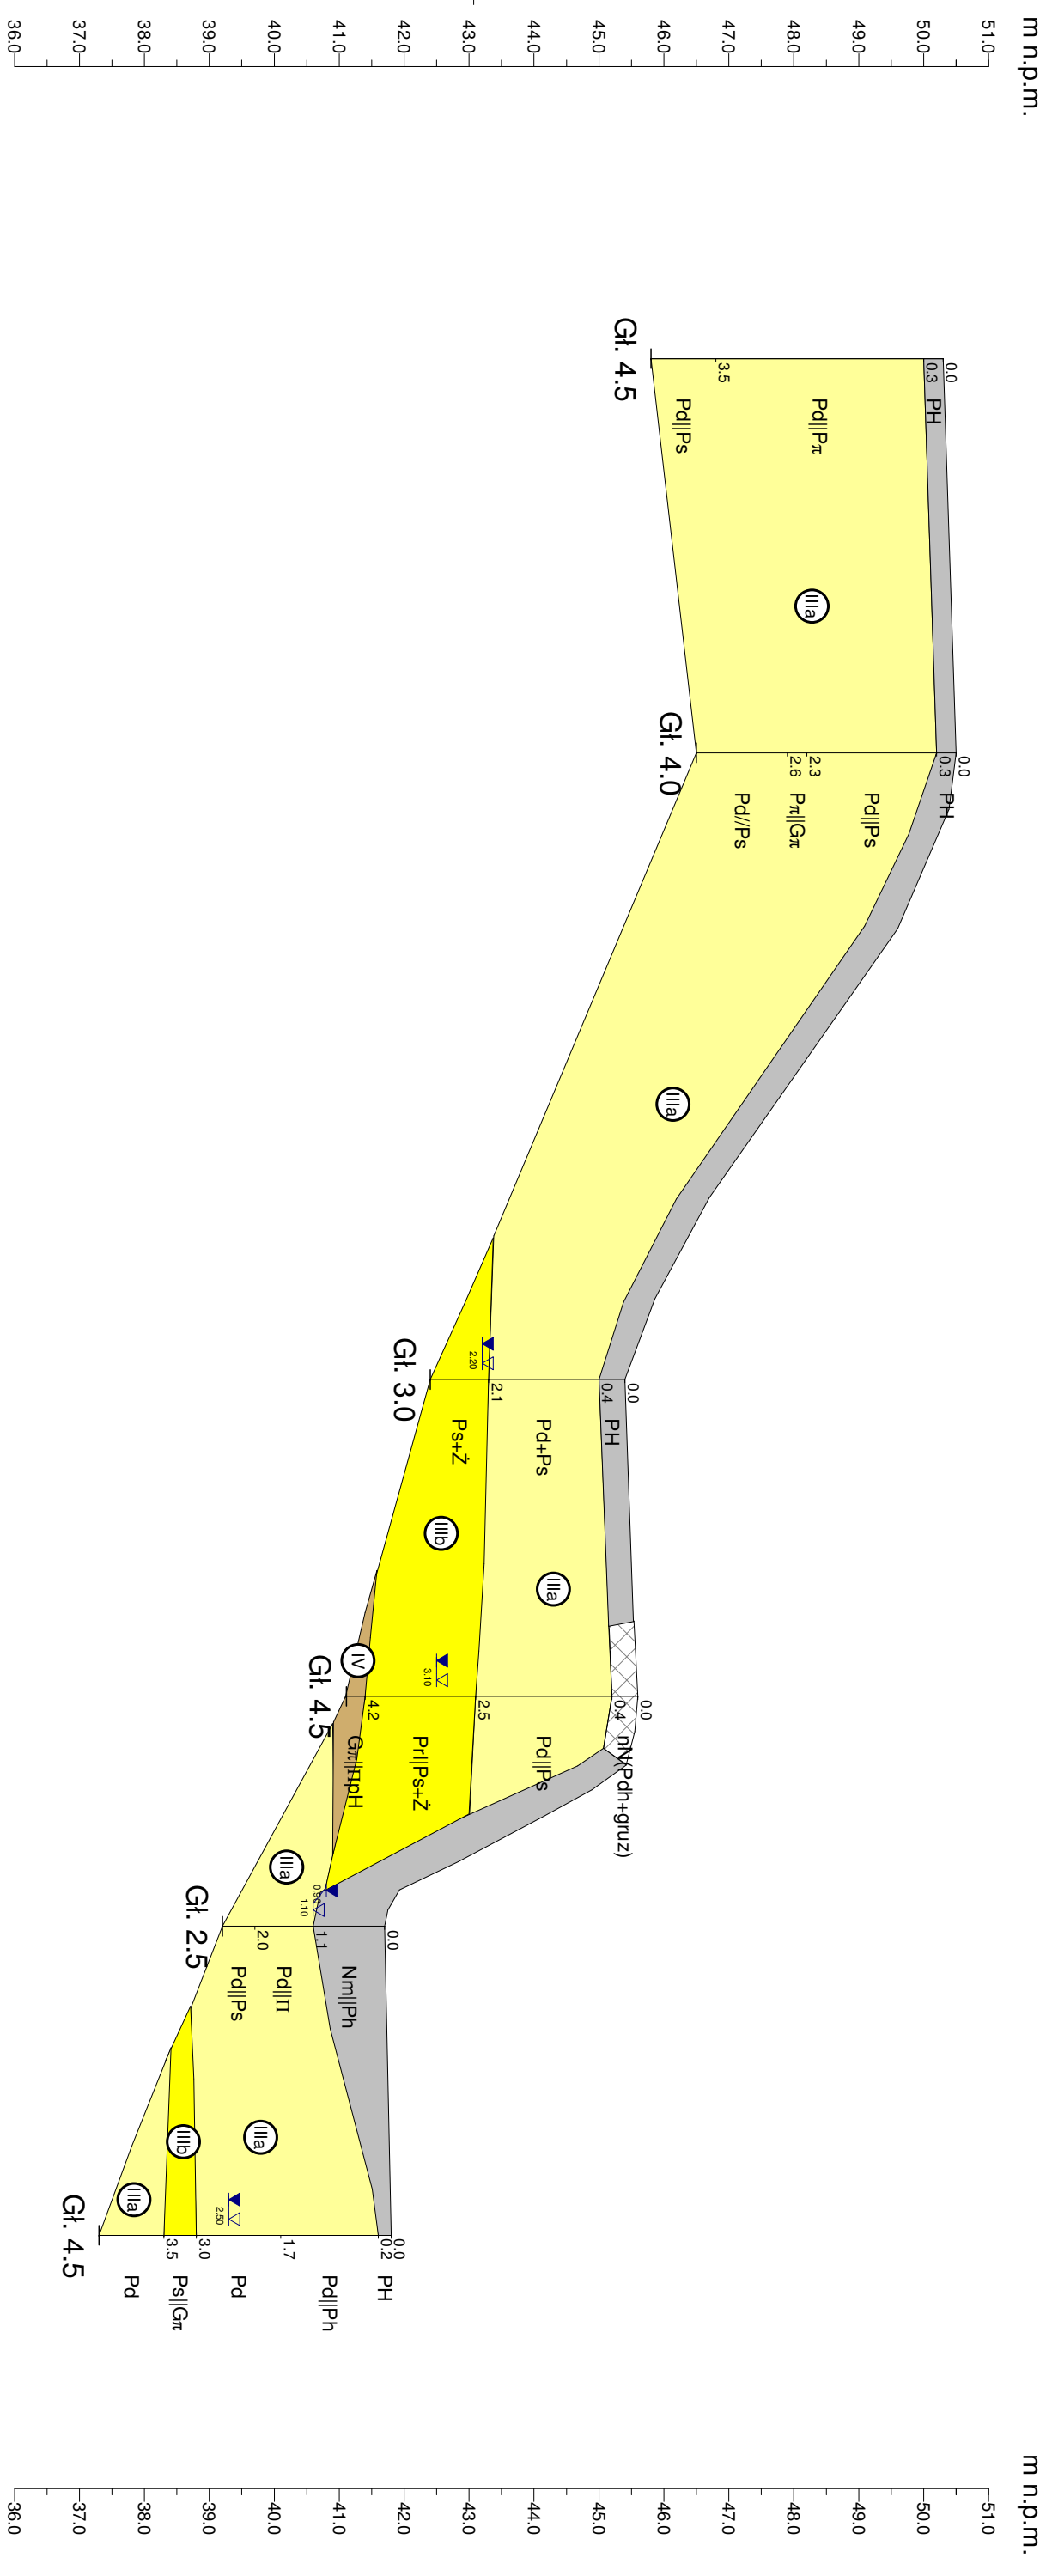 m n.p.m.
51.0
50.0
49.0
48.0
47.0
46.0
45.0
44.0
43.0
42.0
41.0
40.0
39.0
38.0
37.0
36.0
0.0
0.3
PH
Pd||Pπ
IIIa
3.5
Pd||Ps
Gł. 4.5
0.0
0.3
PH
Pd||Ps
2.3
2.6
Pπ||Gπ
Pd//Ps
Gł. 4.0
IIIa
0.0
0.4
PH
Pd+Ps
IIIa
2.1
2.20
Ps+Ż
IIIb
Gł. 3.0
0.0
0.4
nN(Pdh+gruz)
Pd||Ps
2.5
3.10
Pr||Ps+Ż
4.2
Gπ||ΠpH
IV
Gł. 4.5
IIIa
0.0
Nm||Ph
0.90
1.10
1.1
Pd||Π
2.0
Pd||Ps
Gł. 2.5
IIIa
IIIb
IIIa
0.0
0.2
PH
Pd||Ph
1.7
Pd
2.50
3.0
Ps||Gπ
3.5
Pd
Gł. 4.5
m n.p.m.
51.0
50.0
49.0
48.0
47.0
46.0
45.0
44.0
43.0
42.0
41.0
40.0
39.0
38.0
37.0
36.0